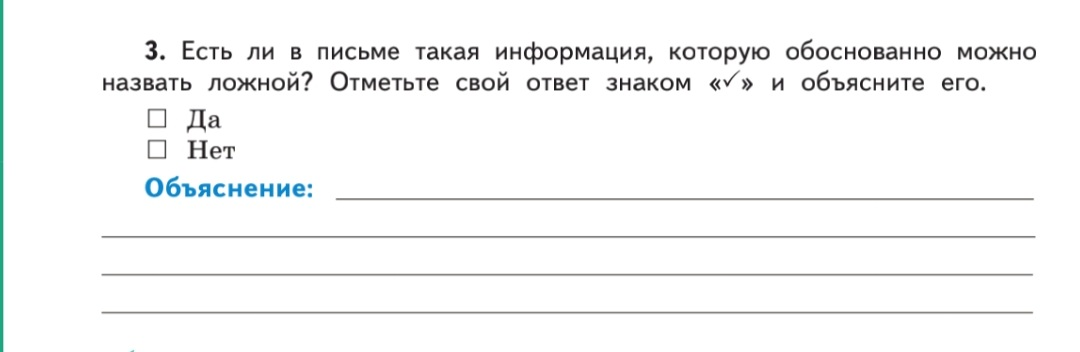 3. Есть ли в письме такая информация, которую обоснованно можно
назвать ложной? Отметьте свой ответ знаком «✓» и объясните его.
☐ Да
☐ Нет
Объяснение: